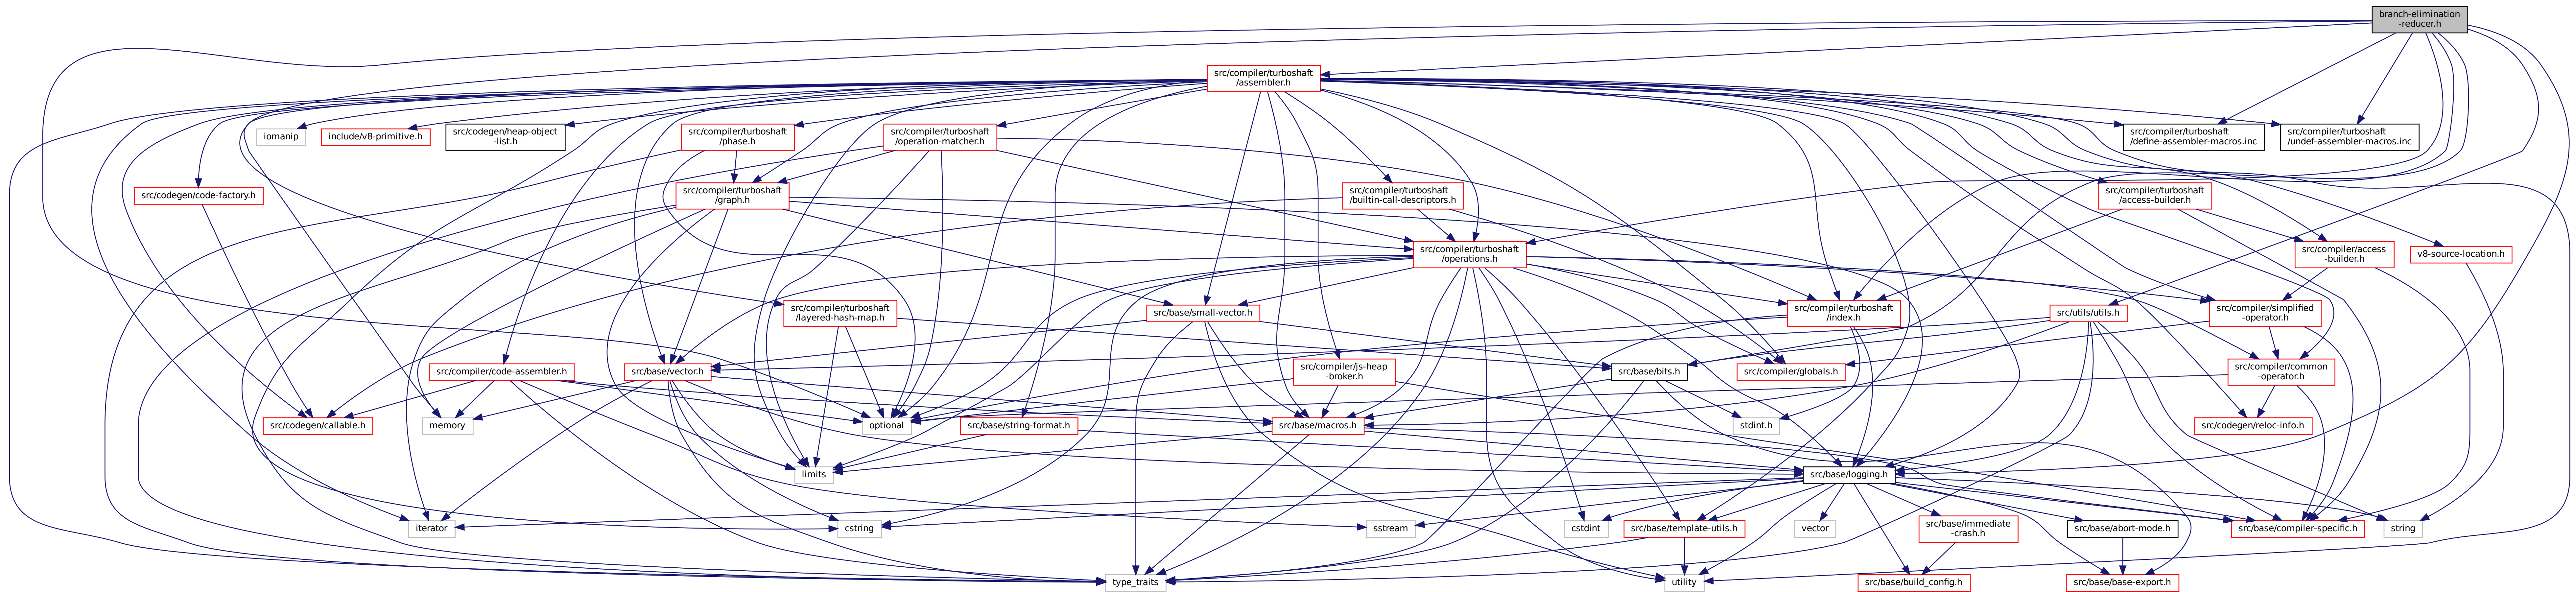 branch-elimination
-reducer.h
src/compiler/turboshaft
/assembler.h
iomanip
include/v8-primitive.h
src/codegen/heap-object
-list.h
src/compiler/turboshaft
/phase.h
src/compiler/turboshaft
/operation-matcher.h
src/compiler/turboshaft
/define-assembler-macros.inc
src/compiler/turboshaft
/undef-assembler-macros.inc
src/codegen/code-factory.h
src/compiler/turboshaft
/graph.h
src/compiler/turboshaft
/builtin-call-descriptors.h
src/compiler/turboshaft
/access-builder.h
src/compiler/turboshaft
/operations.h
src/compiler/access
-builder.h
v8-source-location.h
src/compiler/turboshaft
/layered-hash-map.h
src/base/small-vector.h
src/compiler/turboshaft
/index.h
src/utils/utils.h
src/compiler/simplified
-operator.h
src/compiler/code-assembler.h
src/base/vector.h
src/compiler/js-heap
-broker.h
src/base/bits.h
src/compiler/globals.h
src/compiler/common
-operator.h
src/codegen/callable.h
memory
optional
src/base/string-format.h
src/base/macros.h
stdint.h
src/codegen/reloc-info.h
limits
src/base/logging.h
iterator
cstring
sstream
cstdint
src/base/template-utils.h
vector
src/base/immediate
-crash.h
src/base/abort-mode.h
src/base/compiler-specific.h
string
type_traits
utility
src/base/build_config.h
src/base/base-export.h